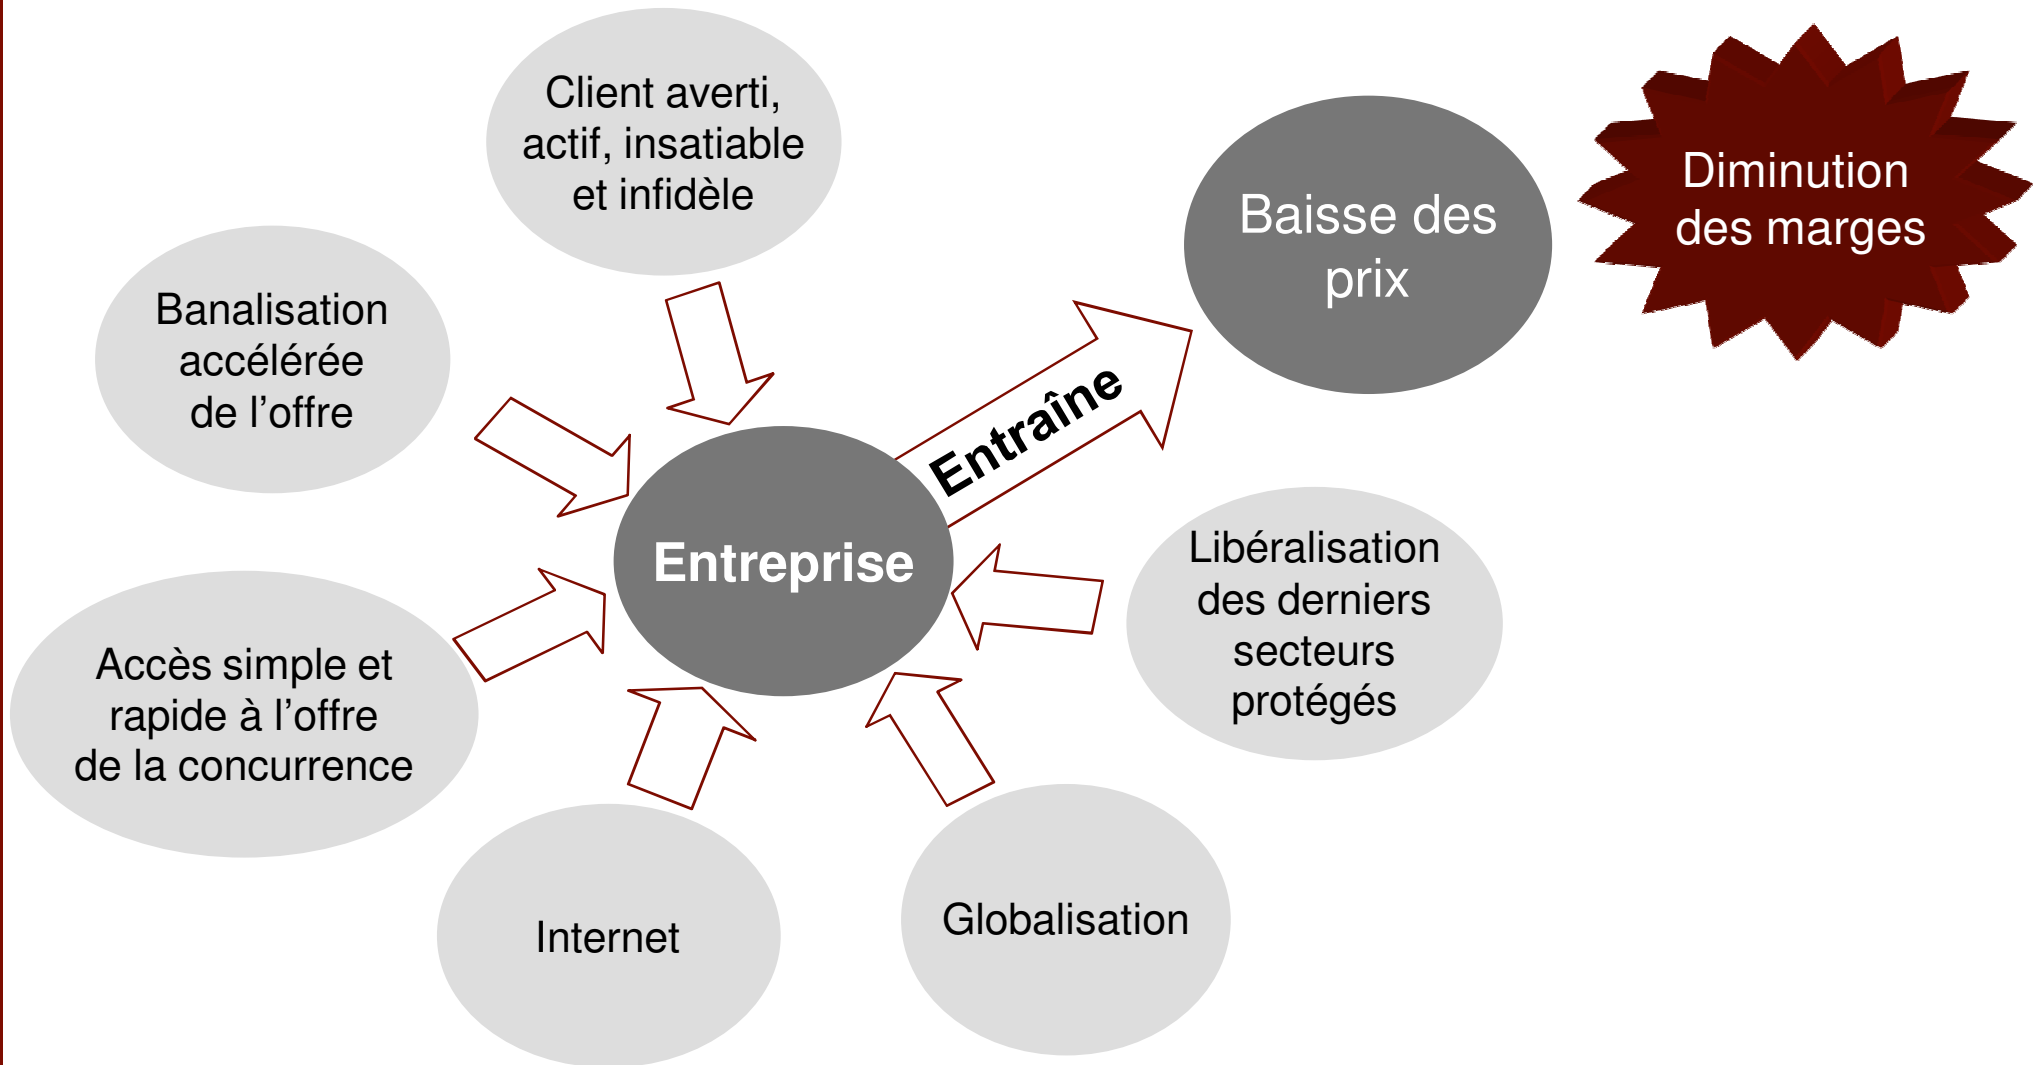 Client averti,
actif, insatiable
et infidèle
Diminution
des marges
Baisse des
prix
Banalisation
accélérée
de l’offre
Entraîne
Entreprise
Libéralisation
des derniers
secteurs
protégés
Accès simple et
rapide à l’offre
de la concurrence
Internet
Globalisation